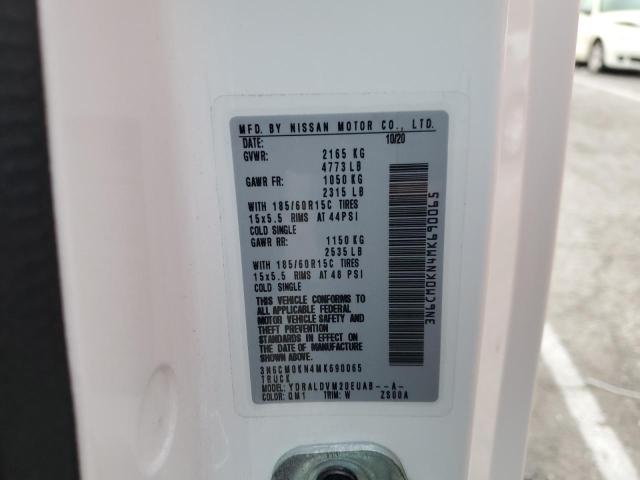 MFD. BY NISSAN MOTOR CO., LTD.
DATE: 10/20
GVWR: 2165 KG
4773 LB
GAWR FR: 1050 KG
2315 LB
WITH 185/60R15C TIRES
15x5.5 RIMS AT 44PSI
COLD SINGLE
GAWR RR: 1150 KG
2535 LB
WITH 185/60R15C TIRES
15x5.5 RIMS AT 48 PSI
COLD SINGLE
THIS VEHICLE CONFORMS TO
ALL APPLICABLE FEDERAL
MOTOR VEHICLE SAFETY AND
THEFT PREVENTION
STANDARDS IN EFFECT ON
THE DATE OF MANUFACTURE
SHOWN ABOVE.
3N6CM0KN4MK690065
TRUCK
MODEL: YDRALDVM20EUAB--A-
COLOR: QM1 TRIM: W ZS00A
3N6CM0KN4MK690065